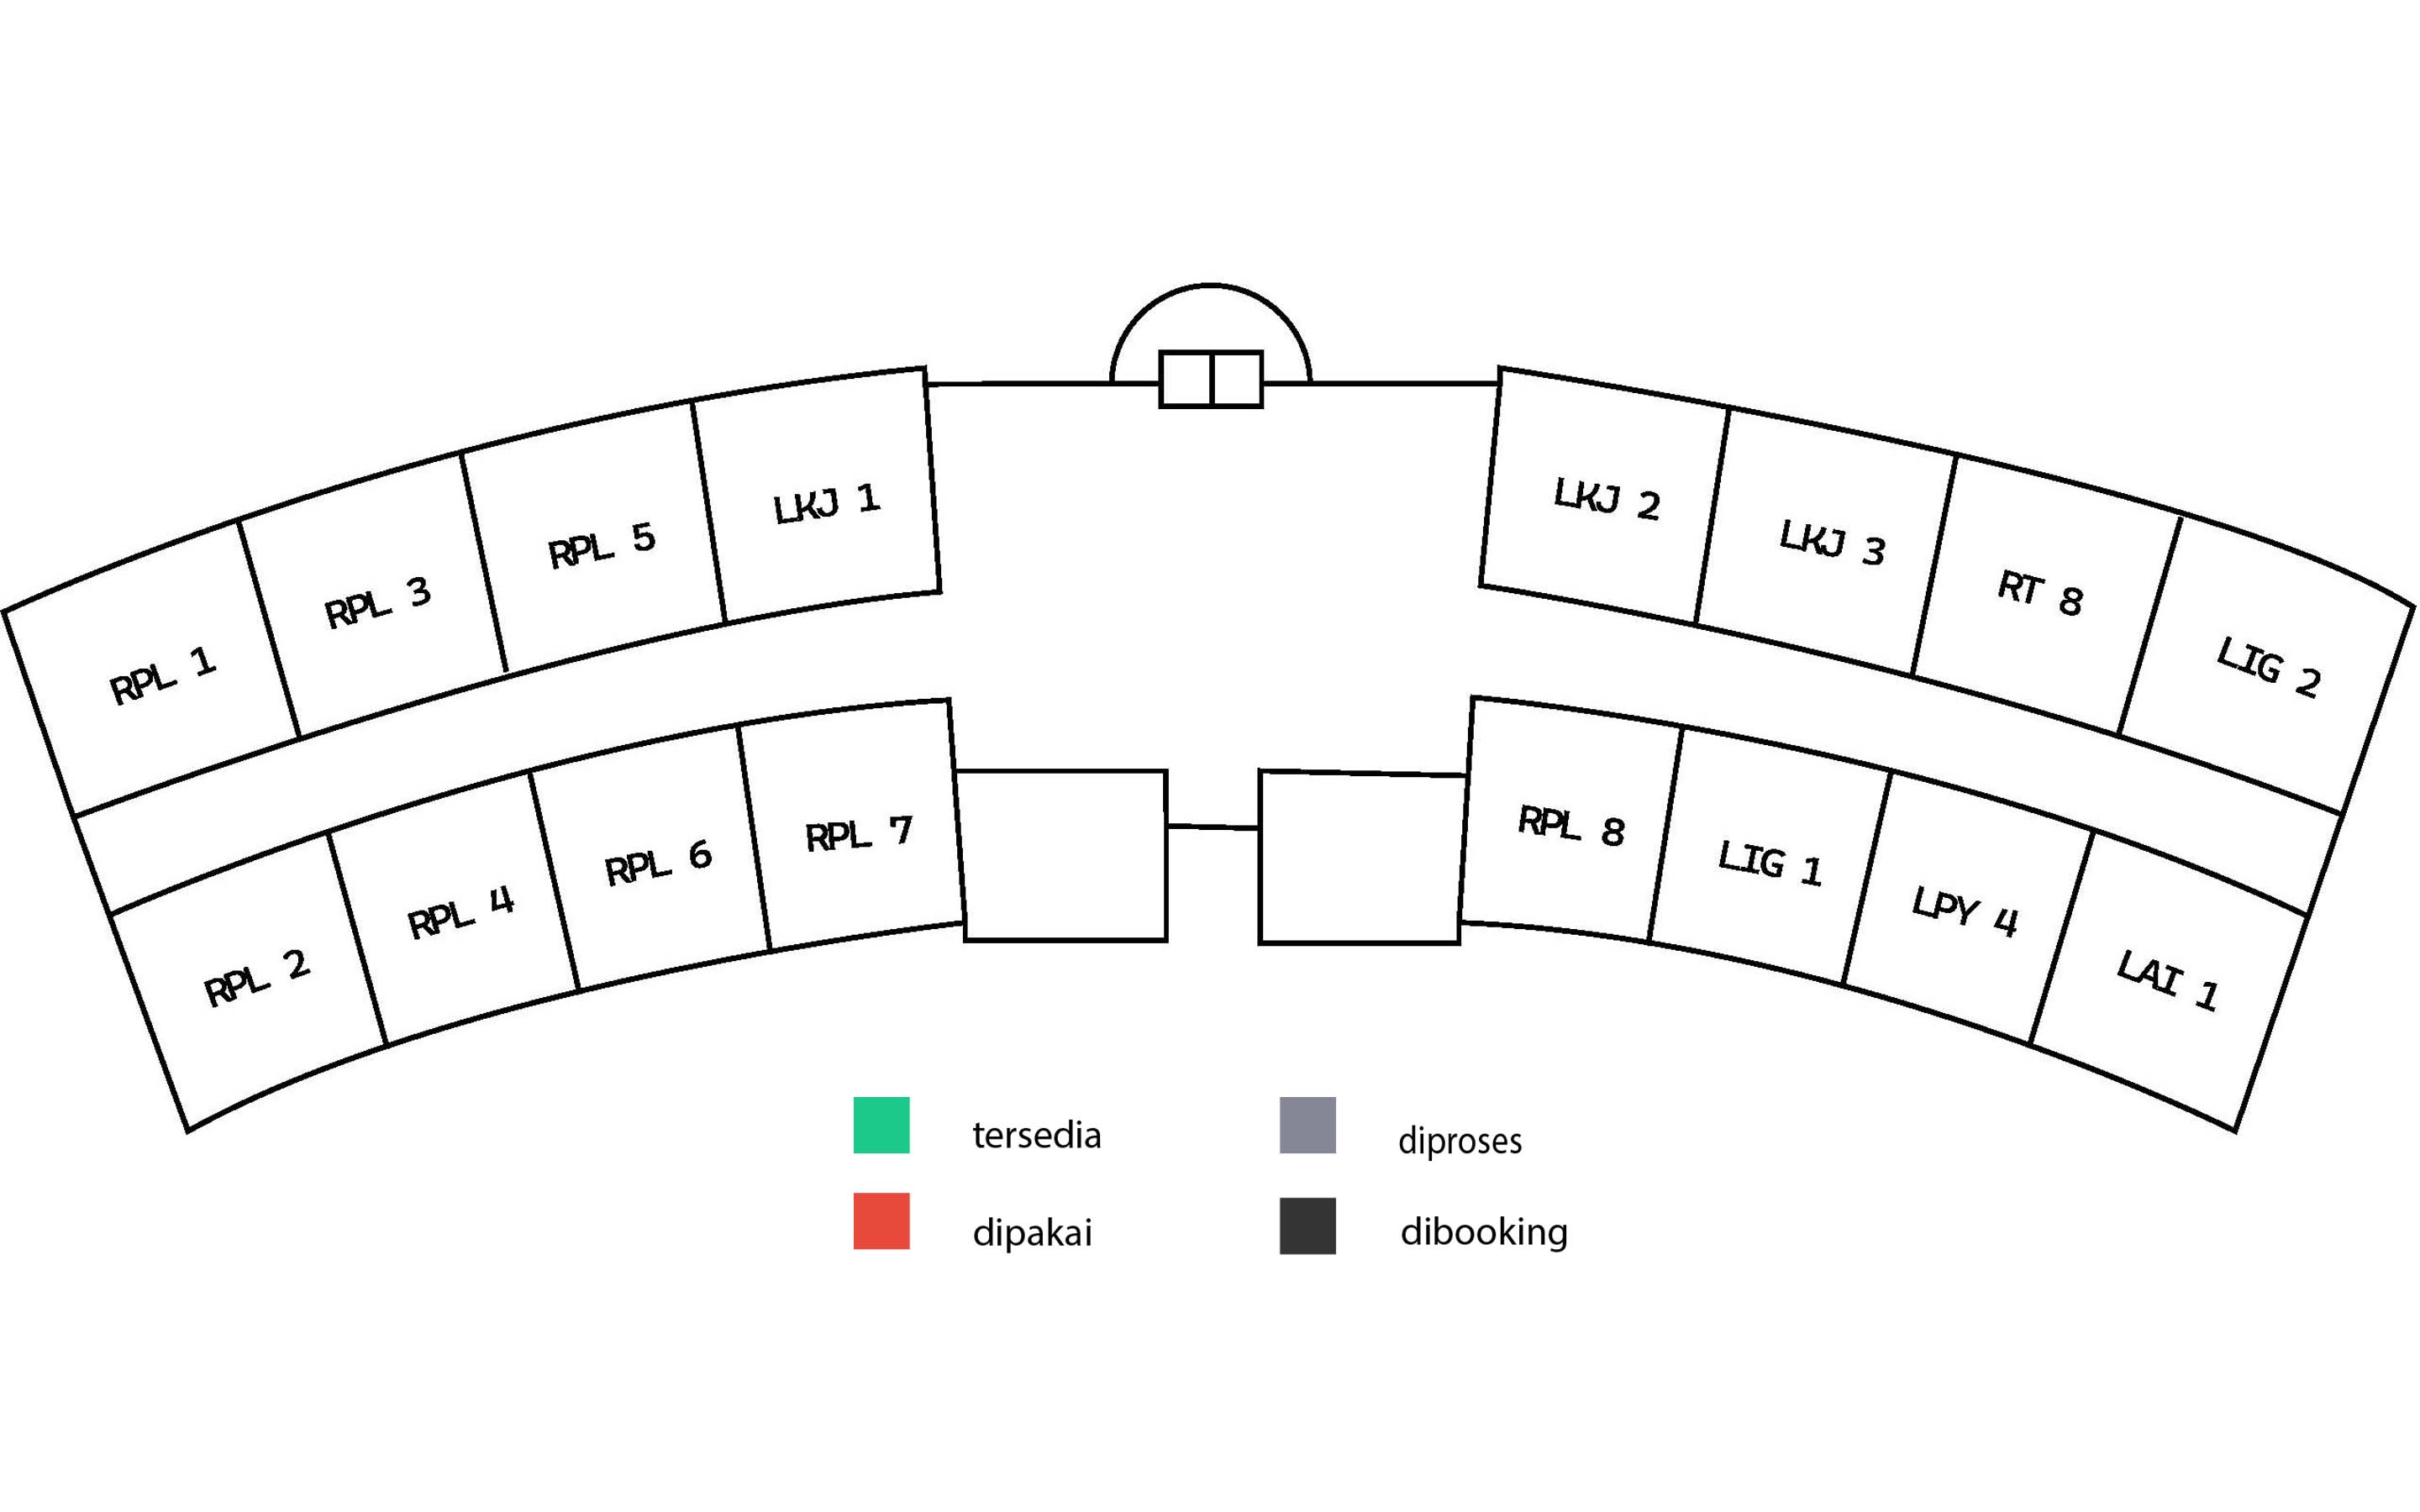 RPL 1
RPL 3
RPL 5
LKJ 1
LKJ 2
LKJ 3
RT 8
LIG 2
RPL 2
RPL 4
RPL 6
RPL 7
RPL 8
LIG 1
LPY 4
LAI 1
tersedia
diproses
dipakai
dibooking